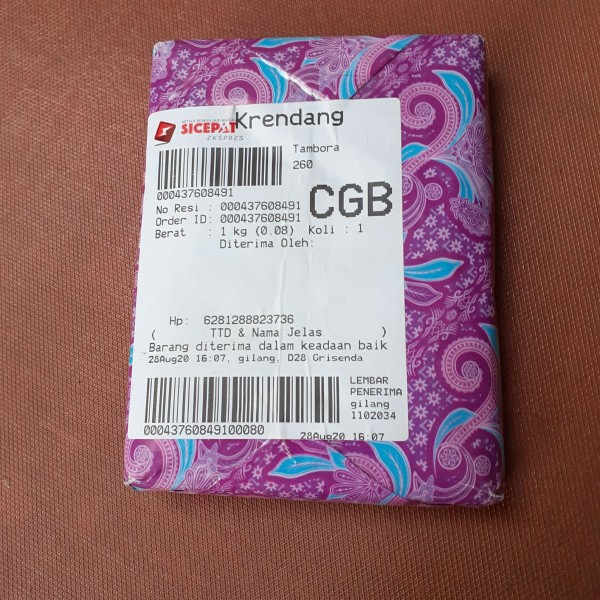 SICEPAT
EKSPRES
Krendang
Tambora
260
000437608491
CGB
No Resi : 000437608491
Order ID: 000437608491
Berat : 1 kg (0.08) Koli : 1
Diterima Oleh:
Hp: 6281288823736
( TTD & Nama Jelas )
Barang diterima dalam keadaan baik
28Aug20 16:07, gilang, D28 Grisenda
LEMBAR
PENERIMA
gilang
1102034
00043760849100080
28Aug20 16:07